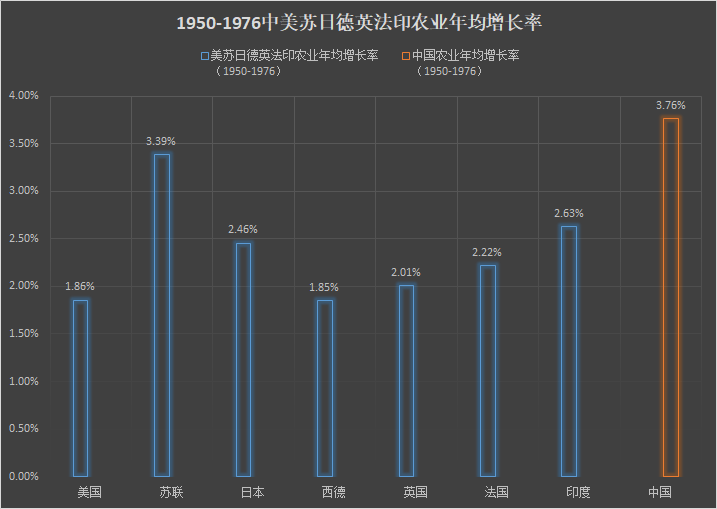 1950-1976中美苏日德英法印农业年均增长率
美苏日德英法印农业年均增长率
（1950-1976）
中国农业年均增长率
（1950-1976）
4.00%
3.50%
3.00%
2.50%
2.00%
1.50%
1.00%
0.50%
0.00%
1.86%
3.39%
2.46%
1.85%
2.01%
2.22%
2.63%
3.76%
美国
苏联
日本
西德
英国
法国
印度
中国